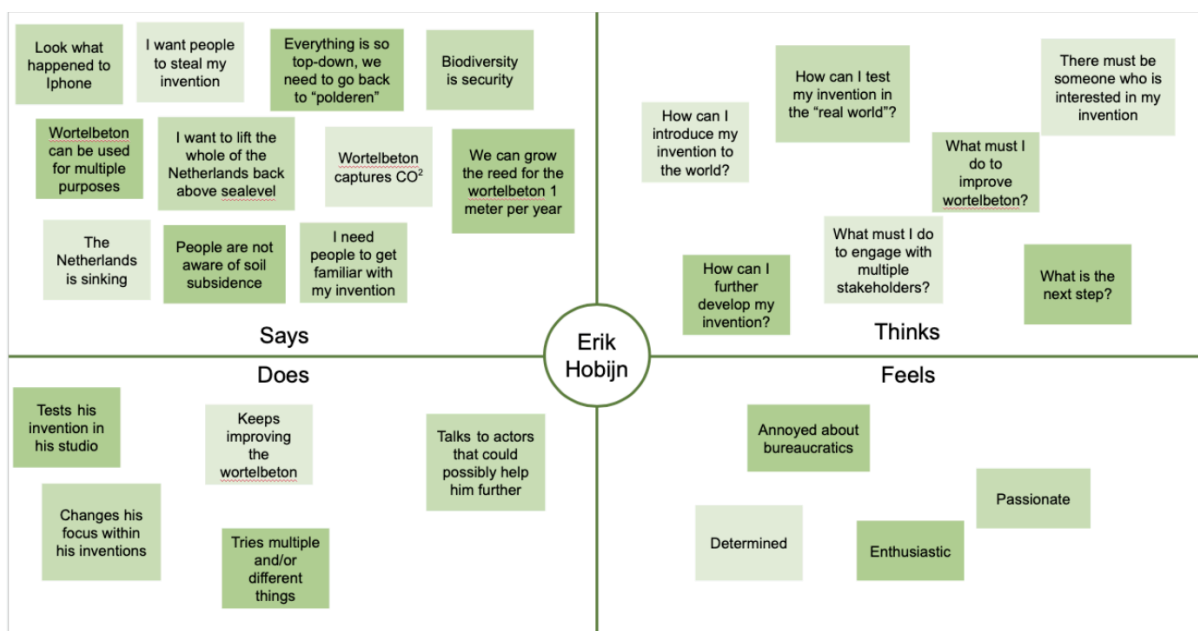 Look what
happened to
Iphone
I want people
to steal my
invention
Everything is so
top-down, we
need to go back
to “polderen”
Biodiversity
is security
Wortelbeton
can be used
for multiple
purposes
I want to lift the
whole of the
Netherlands back
above sealevel
Wortelbeton
captures CO²
We can grow
the reed for the
wortelbeton 1
meter per year
The
Netherlands
is sinking
People are not
aware of soil
subsidence
I need
people to get
familiar with
my invention
Says
How can I
introduce my
invention to
the world?
How can I test
my invention in
the “real world”?
There must be
someone who is
interested in my
invention
What must I
do to
improve
wortelbeton?
How can I
further
develop my
invention?
What must I do
to engage with
multiple
stakeholders?
What is the
next step?
Thinks
Erik
Hobijn
Does
Tests his
invention in
his studio
Keeps
improving
the
wortelbeton
Talks to actors
that could
possibly help
him further
Changes his
focus within
his inventions
Tries multiple
and/or
different
things
Feels
Annoyed about
bureaucratics
Passionate
Determined
Enthusiastic